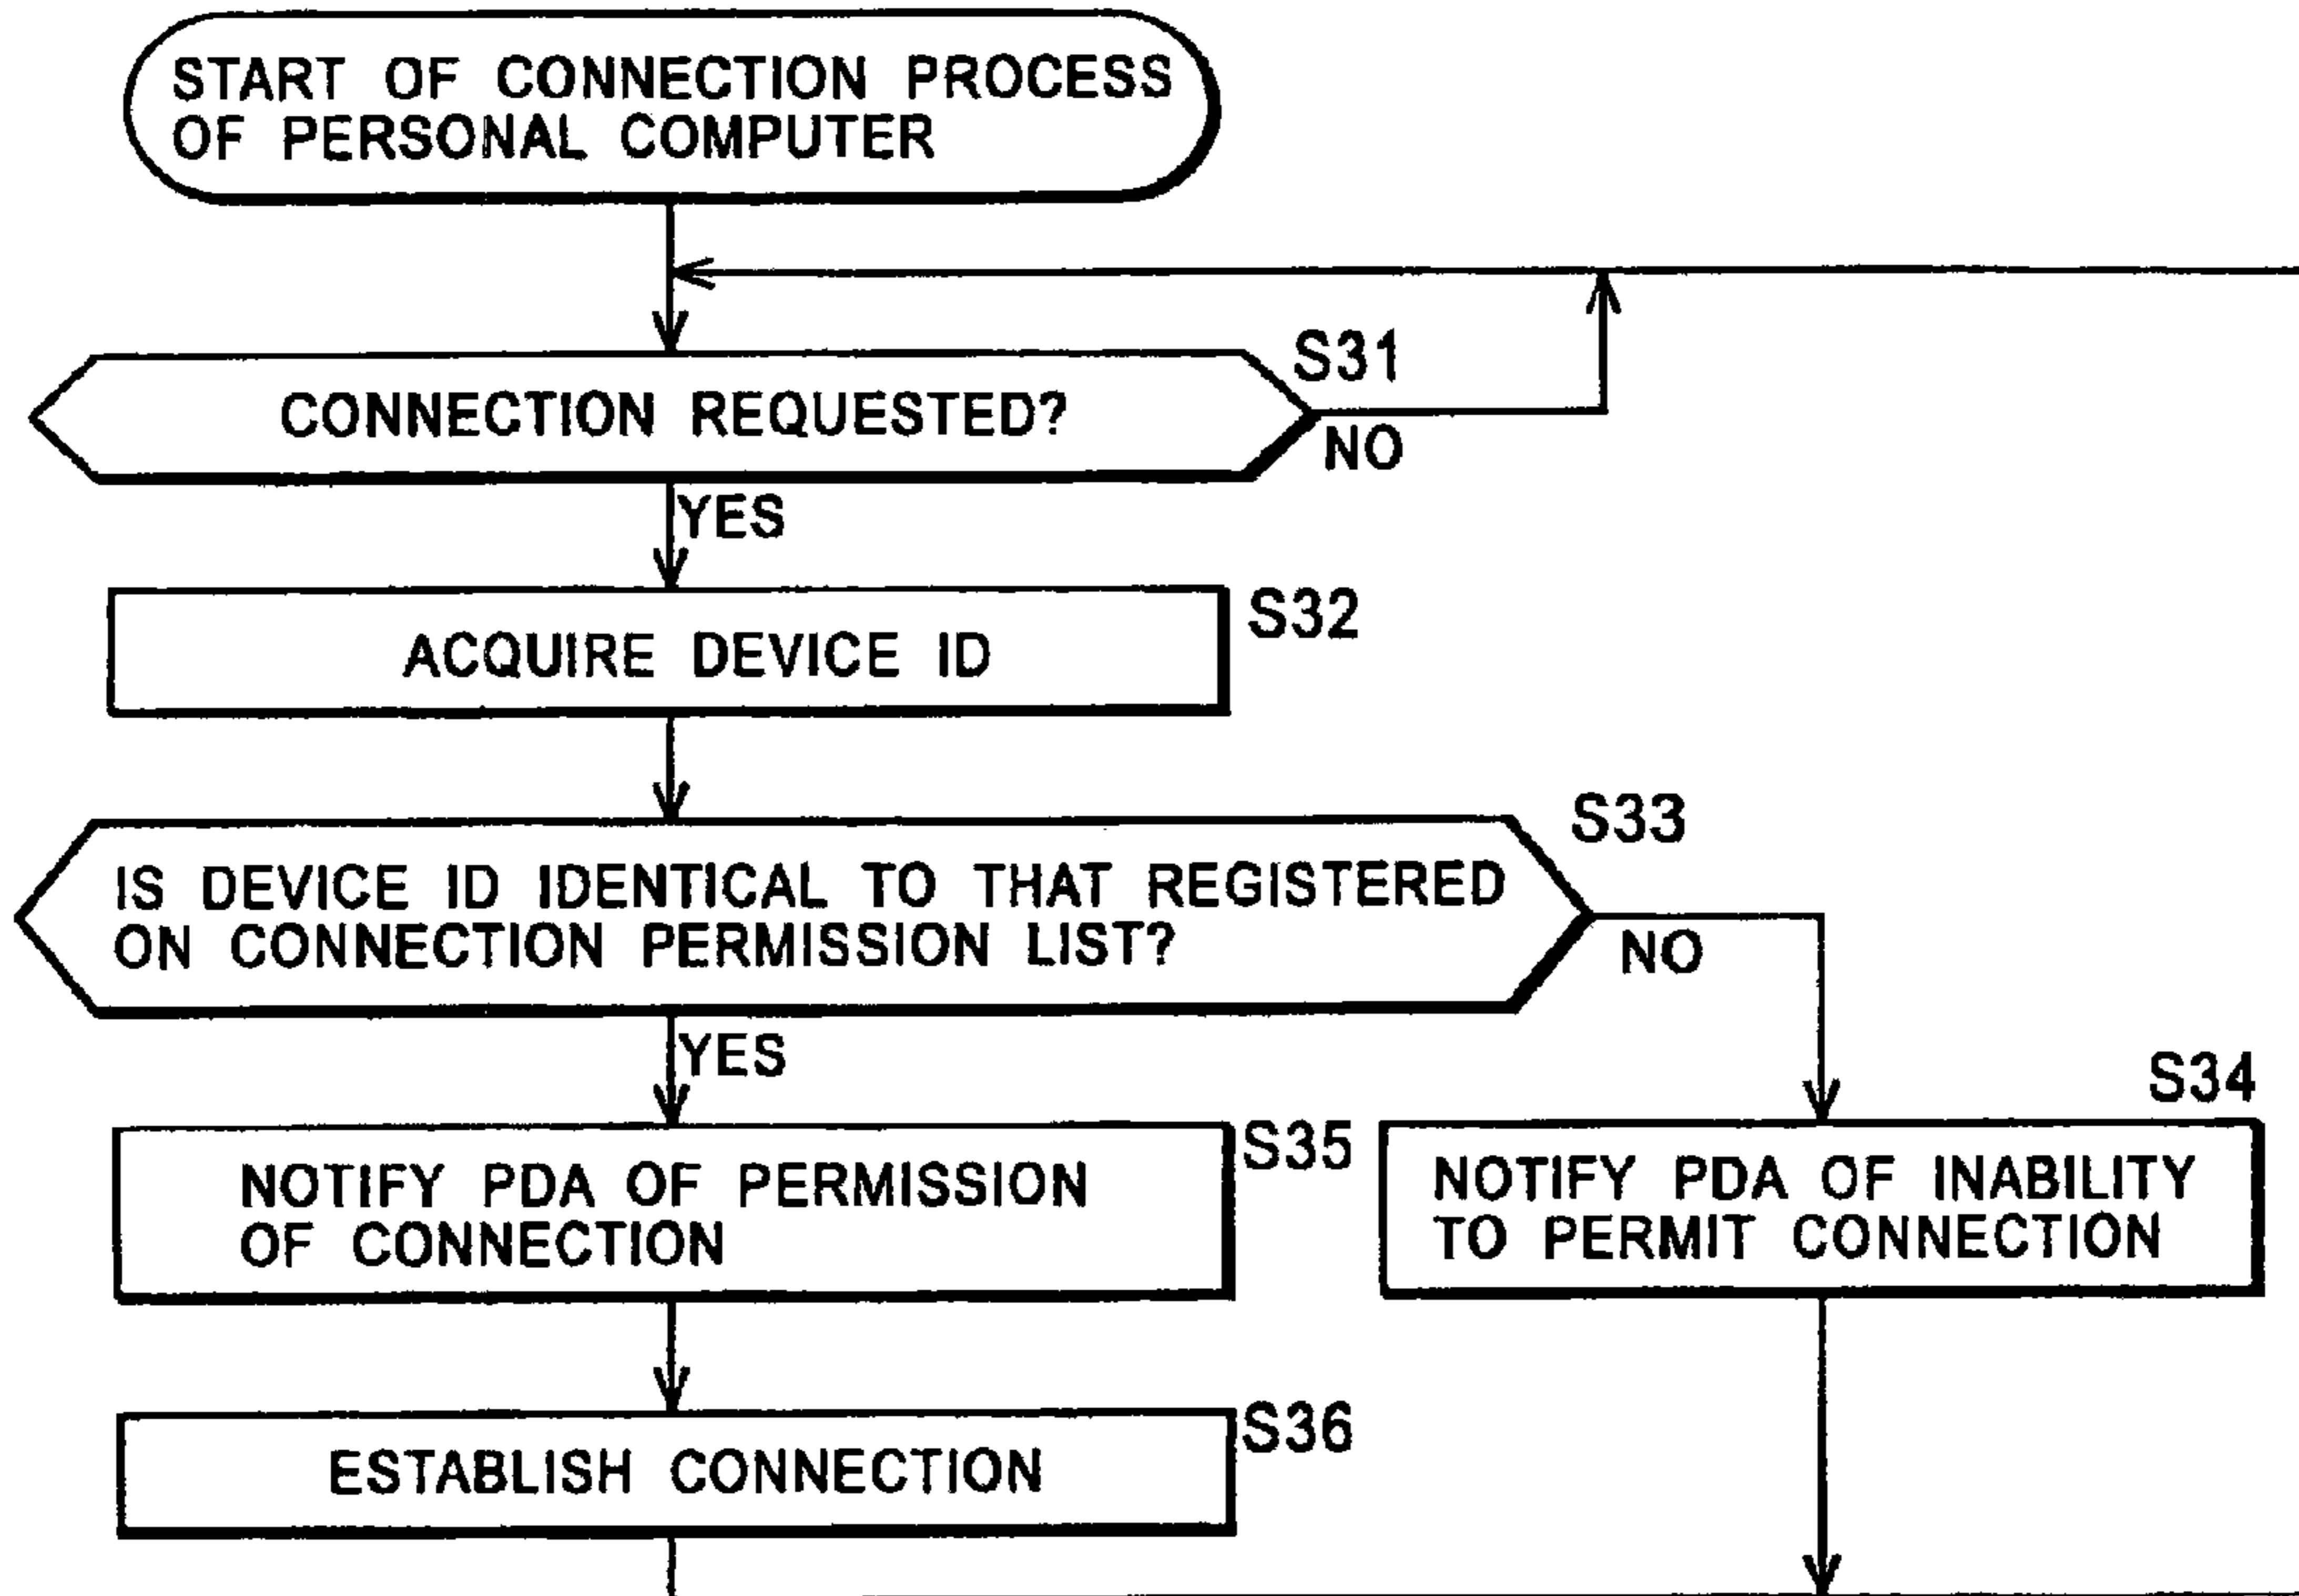 START OF CONNECTION PROCESS
OF PERSONAL COMPUTER
S31
CONNECTION REQUESTED?
NO
YES
S32
ACQUIRE DEVICE ID
S33
IS DEVICE ID IDENTICAL TO THAT REGISTERED
ON CONNECTION PERMISSION LIST?
NO
YES
S34
S35
NOTIFY PDA OF PERMISSION
OF CONNECTION
NOTIFY PDA OF INABILITY
TO PERMIT CONNECTION
S36
ESTABLISH CONNECTION